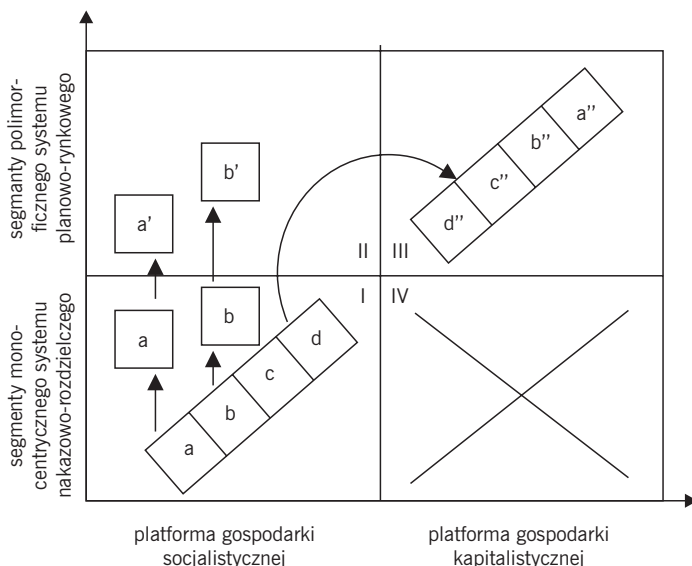 segmanty polimor-
ficznego systemu
planowo-rynkowego
segmenty mono-
centrycznego systemu
nakazowo-rozdzielczego
a'
b'
II
III
a''
b''
c''
d''
I
IV
a
b
d
c
b
a
platforma gospodarki
socjalistycznej
platforma gospodarki
kapitalistycznej